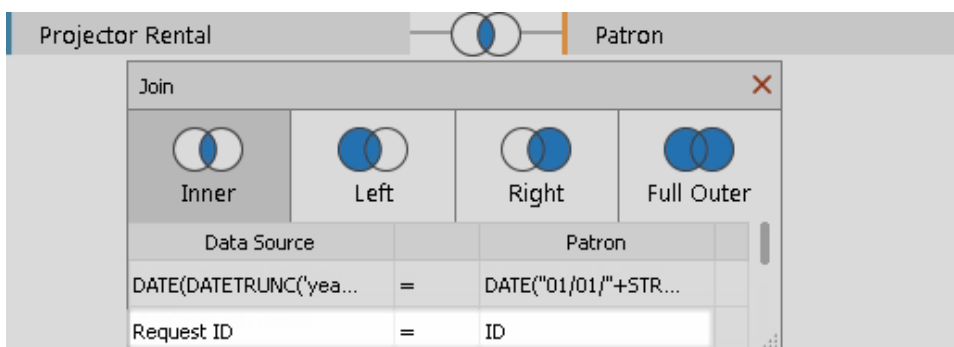 Projector Rental Patron
Join
Inner Left Right Full Outer
Data Source Patron
DATE(DATETRUNC('yea... = DATE("01/01/"+STR...
Request ID = ID